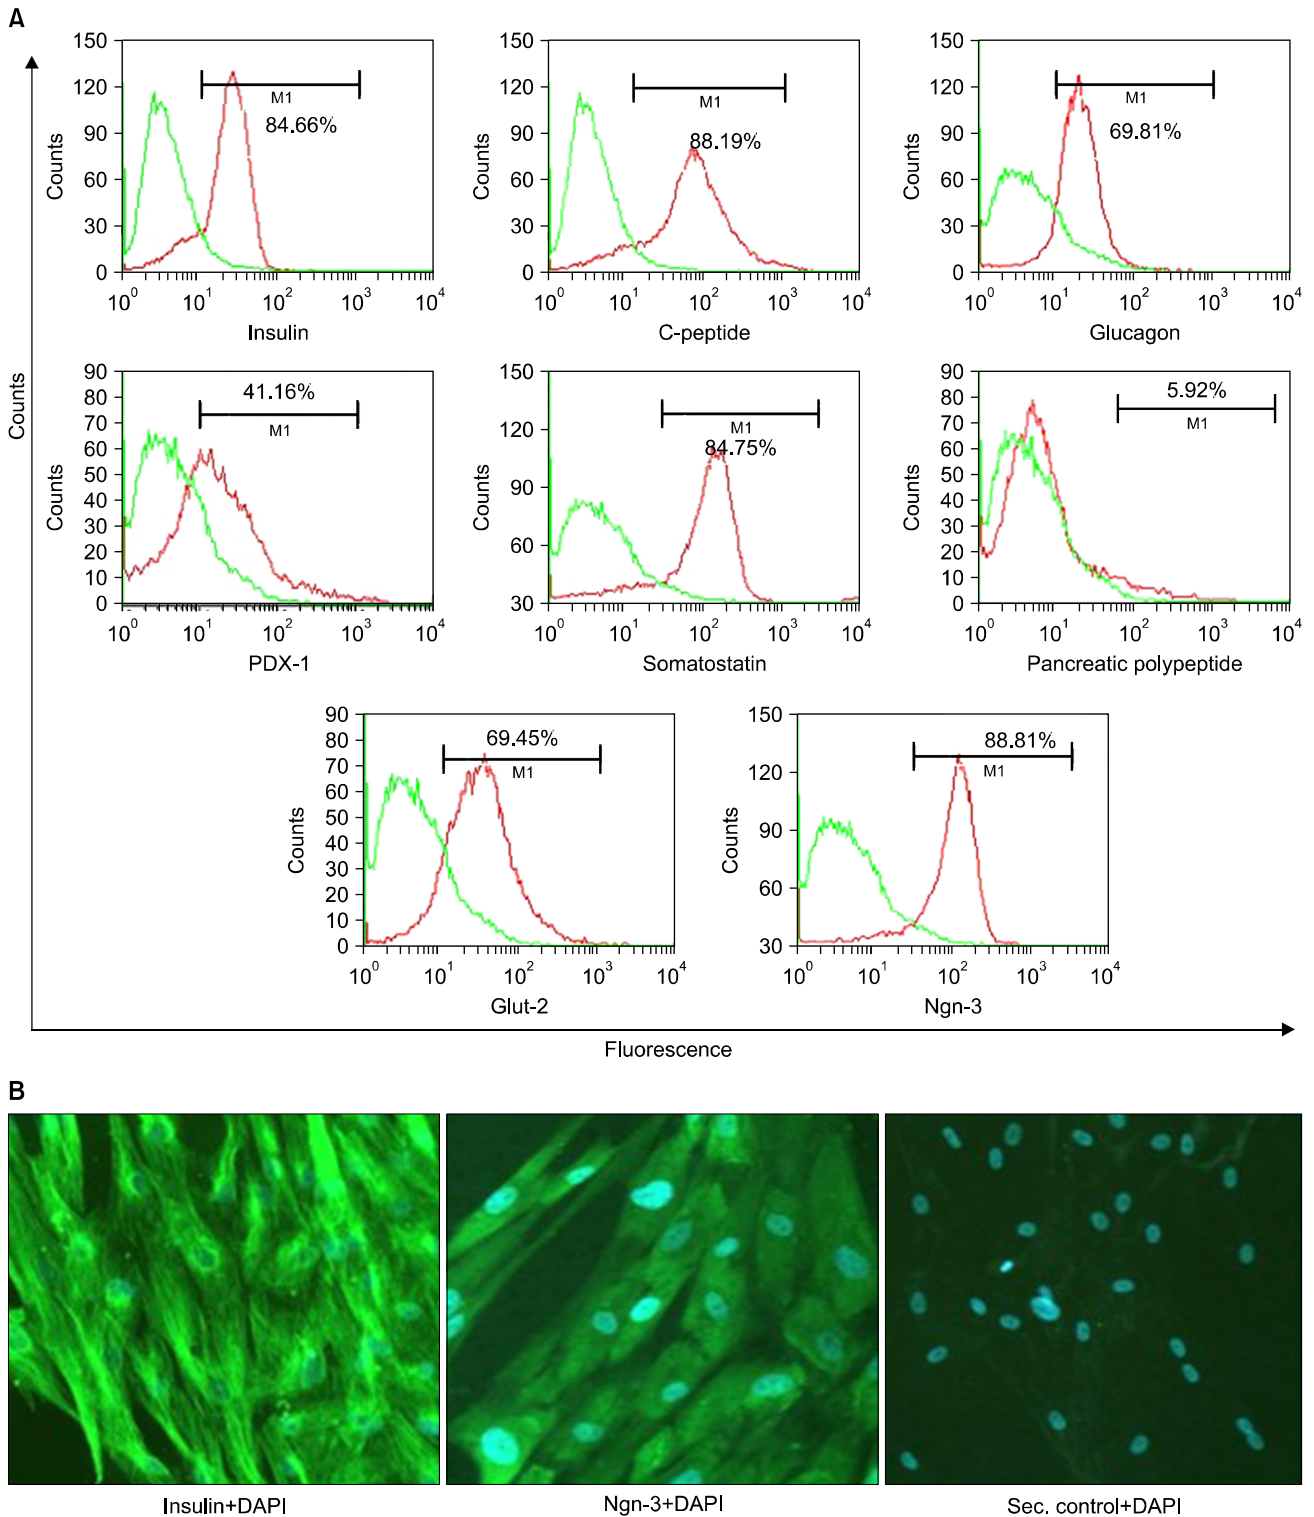 A
150
120
90
60
30
0
Counts
M1
84.66%
10^0 10^1 10^2 10^3 10^4
Insulin
150
120
90
60
30
0
Counts
M1
88.19%
10^0 10^1 10^2 10^3 10^4
C-peptide
150
120
90
60
30
0
Counts
M1
69.81%
10^0 10^1 10^2 10^3 10^4
Glucagon
Counts
90
80
70
60
50
40
30
20
10
0
Counts
41.16%
M1
10^0 10^1 10^2 10^3 10^4
PDX-1
150
120
90
60
30
Counts
M1
84.75%
10^0 10^1 10^2 10^3 10^4
Somatostatin
90
80
70
60
50
40
30
20
10
0
Counts
5.92%
M1
10^0 10^1 10^2 10^3 10^4
Pancreatic polypeptide
90
80
70
60
50
40
30
20
10
0
Counts
69.45%
M1
10^0 10^1 10^2 10^3 10^4
Glut-2
150
120
90
60
30
Counts
88.81%
M1
10^0 10^1 10^2 10^3 10^4
Ngn-3
Fluorescence
B
Insulin+DAPI
Ngn-3+DAPI
Sec. control+DAPI